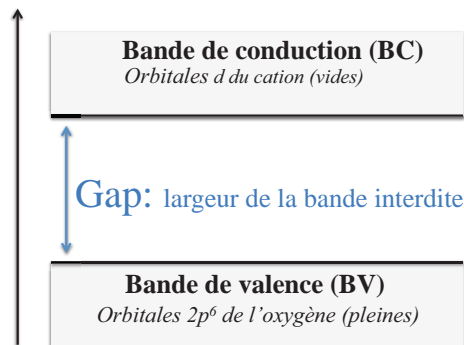 Bande de conduction (BC)
Orbitales d du cation (vides)
Gap: largeur de la bande interdite
Bande de valence (BV)
Orbitales 2p⁶ de l’oxygène (pleines)